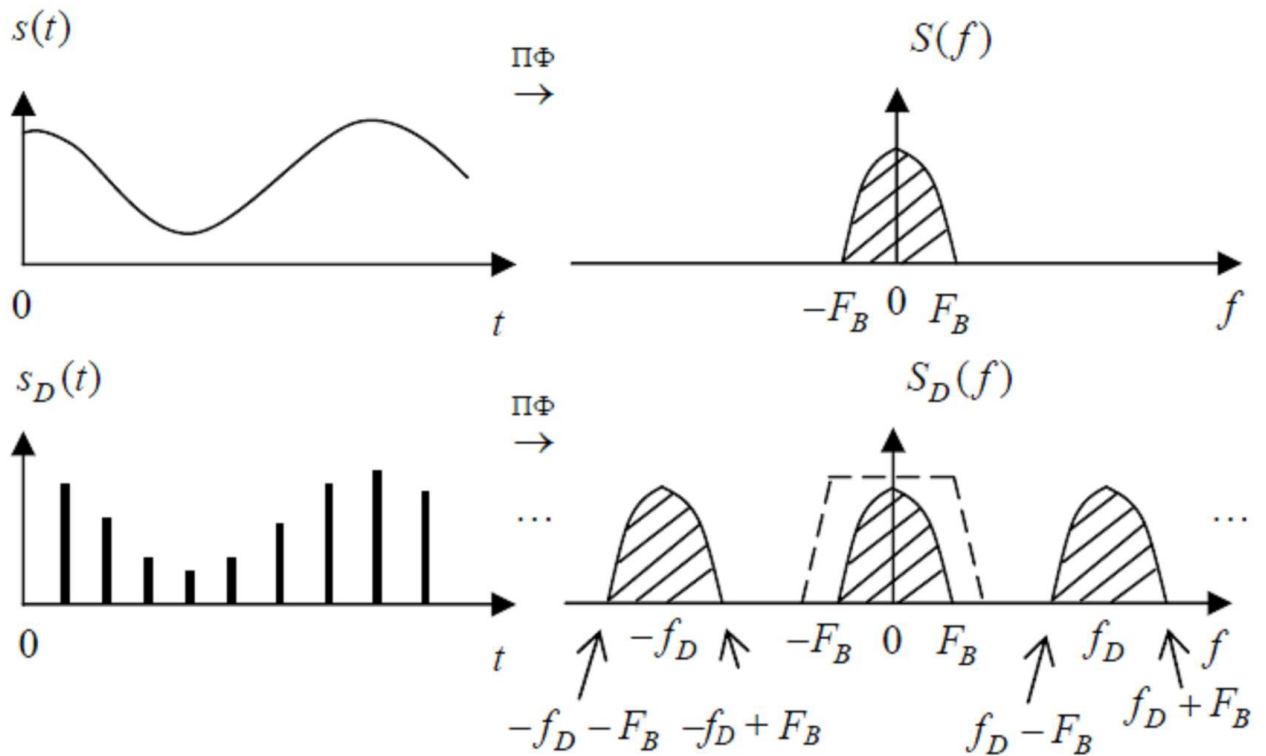 s(t)
ПФ
→
S(f)
0
t
−F_B 0 F_B
f
s_D(t)
ПФ
→
S_D(f)
...
...
0
t
−f_D
−F_B 0 F_B
f_D
f
−f_D − F_B
−f_D + F_B
f_D − F_B
f_D + F_B